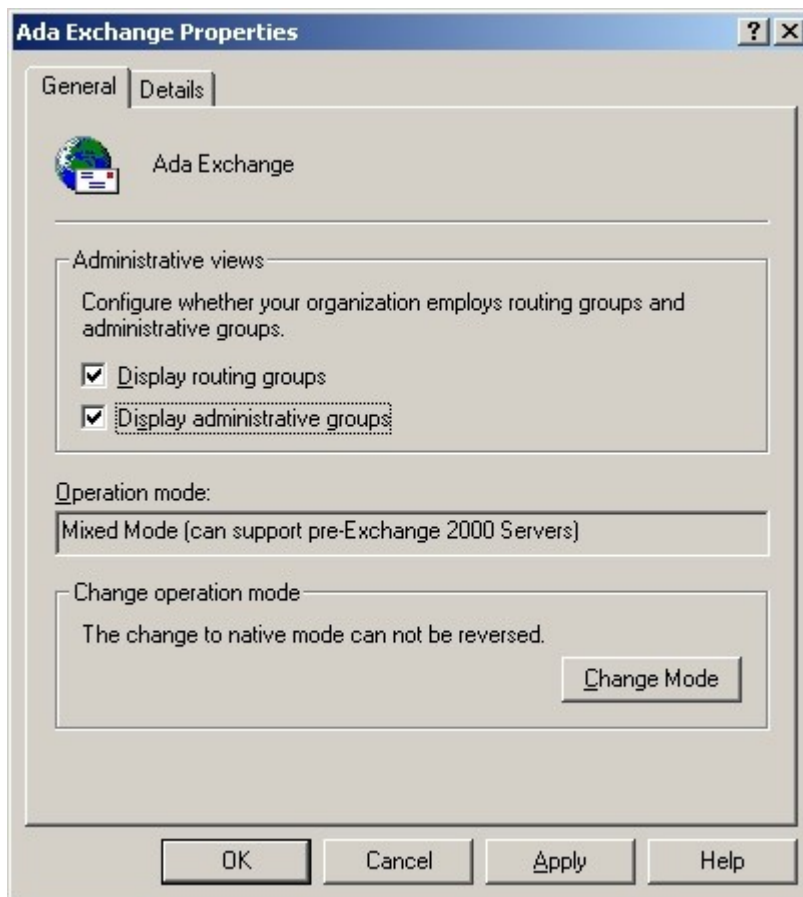 Ada Exchange Properties
General
Details
Ada Exchange
Administrative views
Configure whether your organization employs routing groups and
administrative groups.
Display routing groups
Display administrative groups
Operation mode:
Mixed Mode (can support pre-Exchange 2000 Servers)
Change operation mode
The change to native mode can not be reversed.
Change Mode
OK
Cancel
Apply
Help